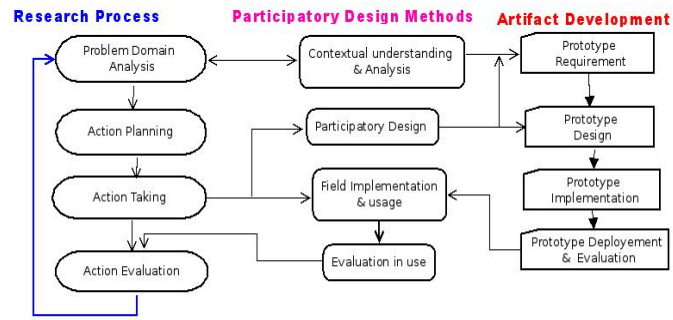 Research Process
Participatory Design Methods
Artifact Development
Problem Domain
Analysis
Contextual understanding
& Analysis
Prototype
Requirement
Action Planning
Participatory Design
Prototype
Design
Action Taking
Field Implementation
& usage
Prototype
Implementation
Action Evaluation
Evaluation in use
Prototype Deployement
& Evaluation